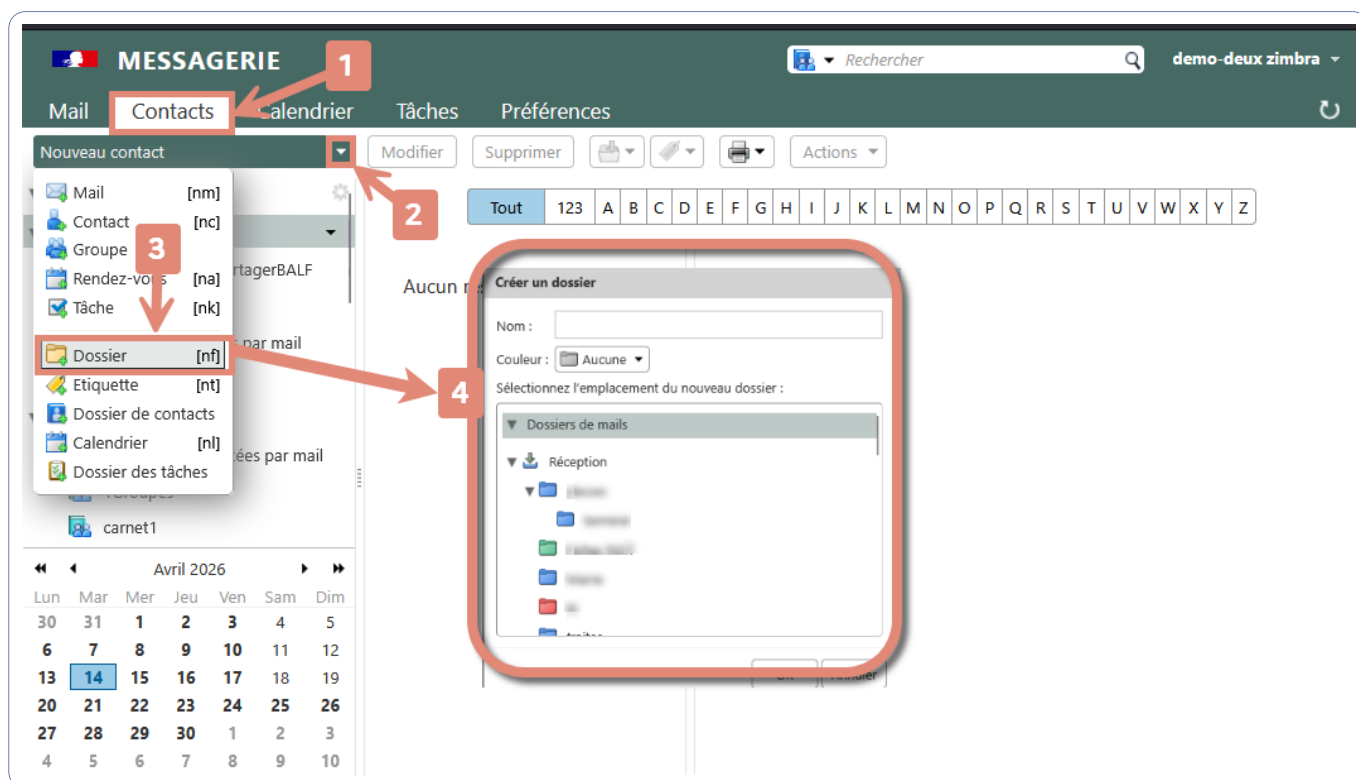 MESSAGERIE
1
Rechercher
demo-deux zimbra
Mail Contacts Calendrier Tâches Préférences
Nouveau contact
Modifier Supprimer Actions
2
Tout 123 A B C D E F G H I J K L M N O P Q R S T U V W X Y Z
Mail [nm]
Contact [nc]
Groupe
3
Rendez-vous [na]
Tâche [nk]
Dossier [nf]
Etiquette [nt]
Dossier de contacts
Calendrier [nl]
Dossier des tâches
rtagerBALF
par mail
ées par mail
carnet1
Aucun
4
Créer un dossier
Nom :
Couleur : Aucune
Sélectionnez l'emplacement du nouveau dossier :
Dossiers de mails
Réception
Annuler
Avril 2026
Lun Mar Mer Jeu Ven Sam Dim
30 31 1 2 3 4 5
6 7 8 9 10 11 12
13 14 15 16 17 18 19
20 21 22 23 24 25 26
27 28 29 30 1 2 3
4 5 6 7 8 9 10